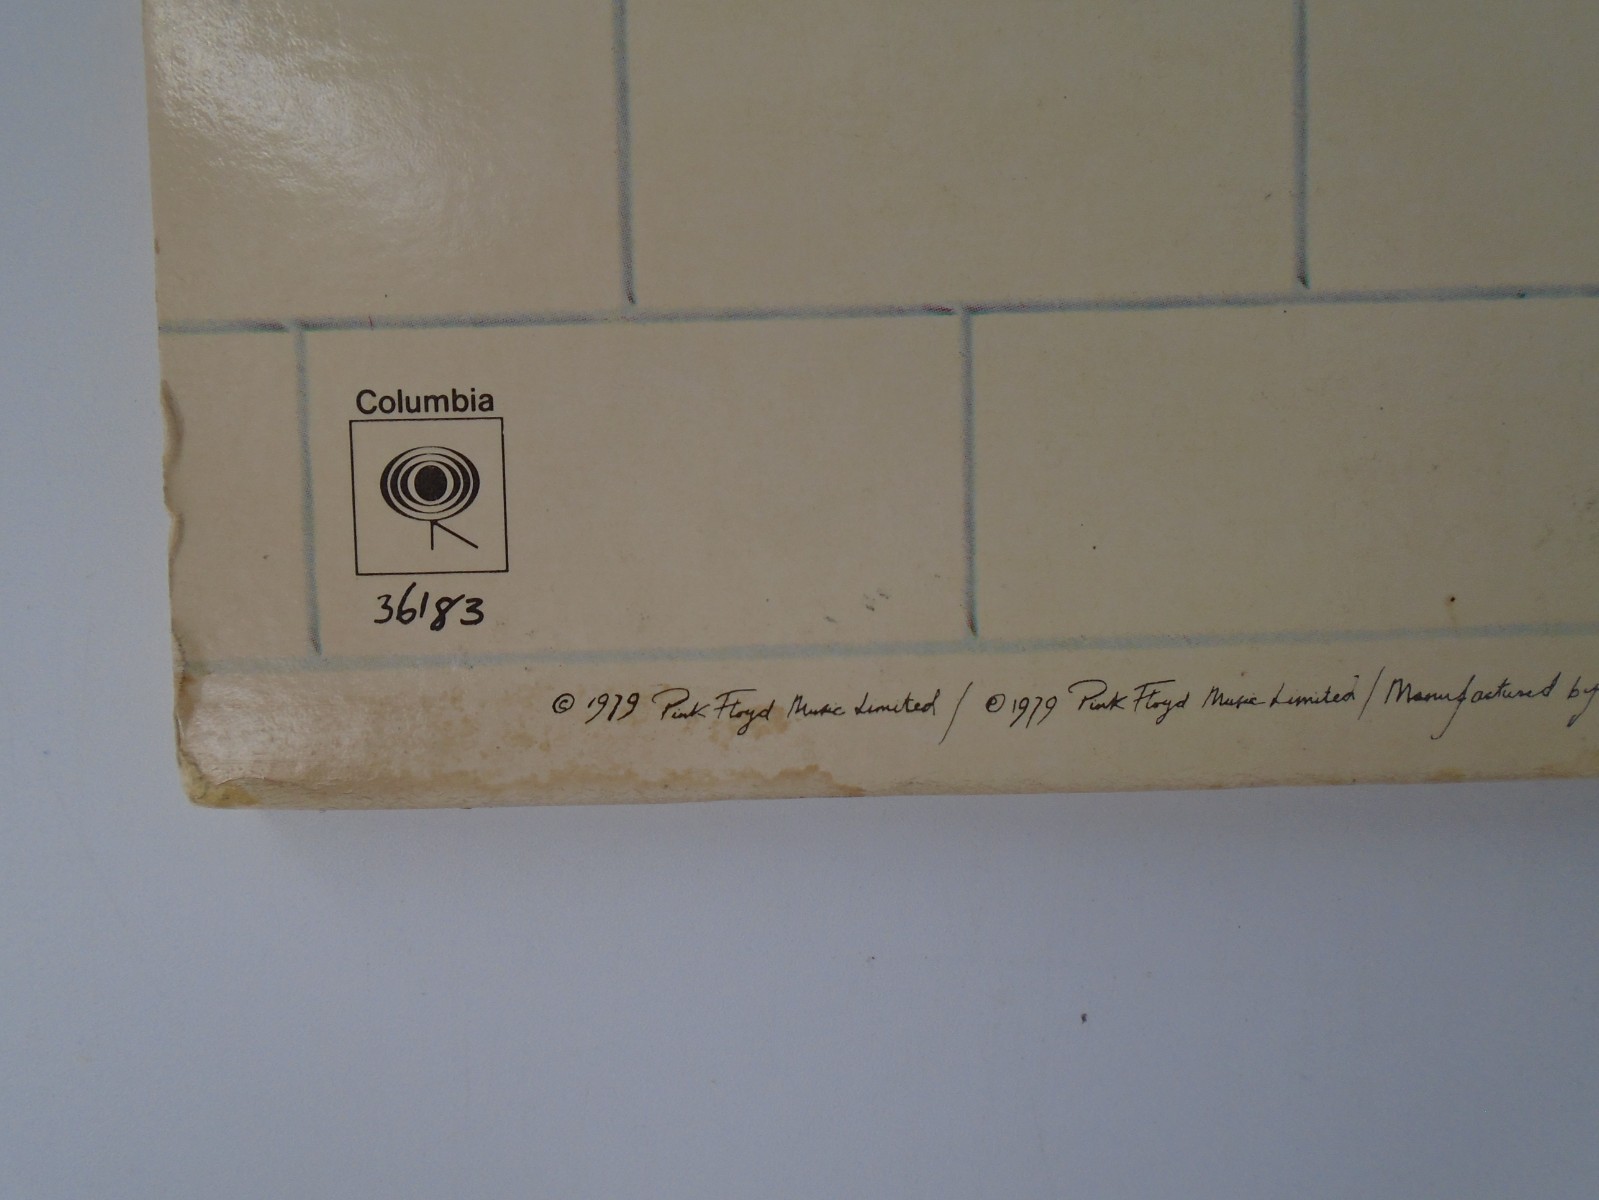 Columbia
36183
© 1979 Pink Floyd Music Limited / ℗ 1979 Pink Floyd Music Limited / Manufactured by